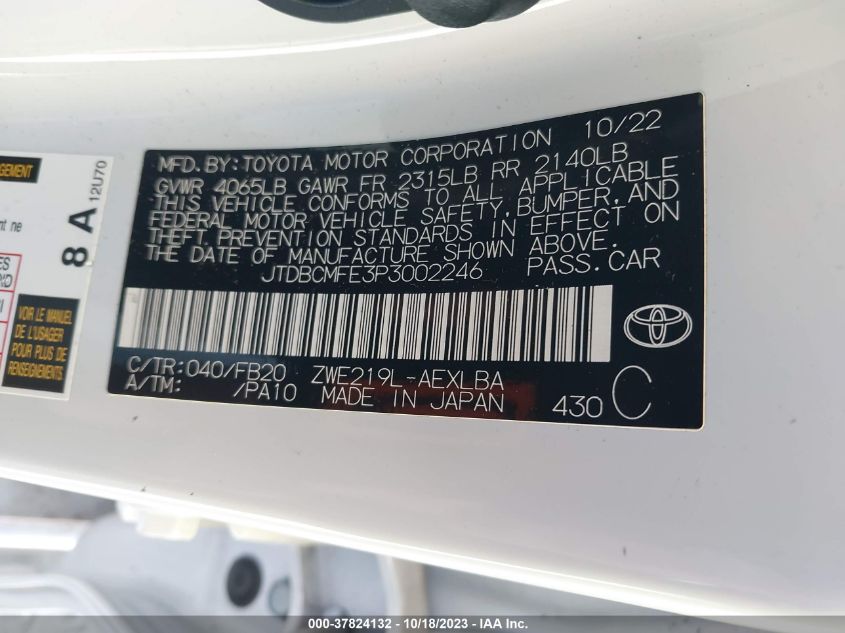 MFD. BY: TOYOTA MOTOR CORPORATION 10/22
GVWR 4065LB GAWR FR 2315LB RR 2140LB
THIS VEHICLE CONFORMS TO ALL APPLICABLE
FEDERAL MOTOR VEHICLE SAFETY, BUMPER, AND
THEFT PREVENTION STANDARDS IN EFFECT ON
THE DATE OF MANUFACTURE SHOWN ABOVE.
JTDBCMFE3P3002246 PASS. CAR
C/TR: 040/FB20 ZWE219L-AEXLBA
A/TM: /PA10 MADE IN JAPAN 430 C
8 A 12U70
VOIR LE MANUEL
DE L'USAGER
POUR PLUS DE
RENSEIGNEMENTS
000-37824132 - 10/18/2023 - IAA Inc.